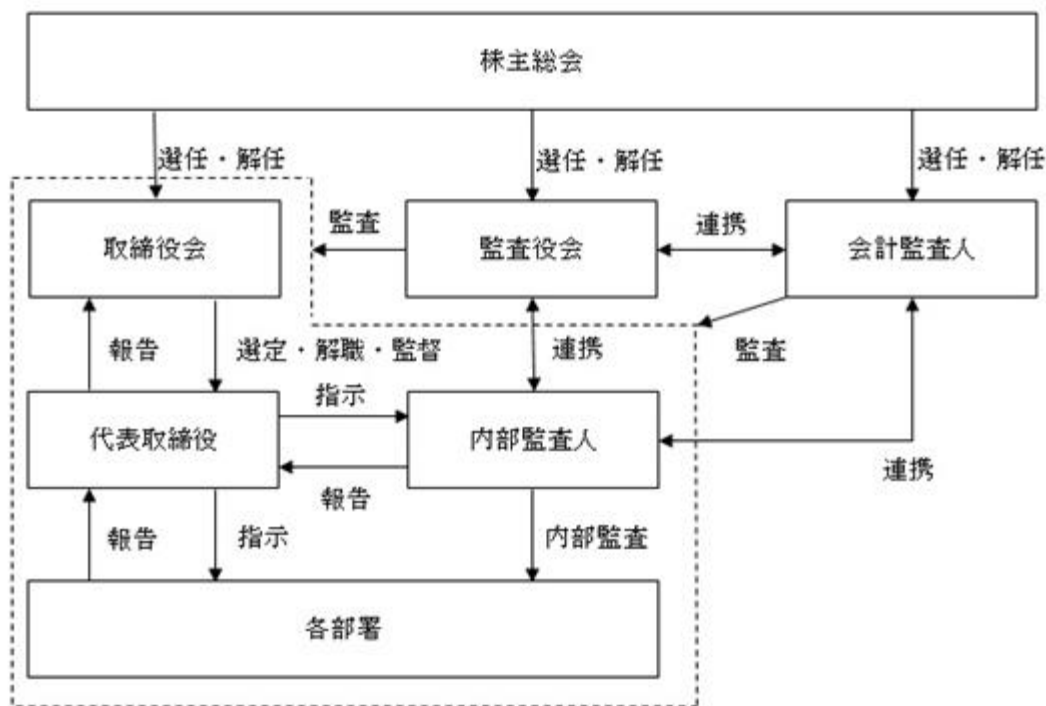 株主総会
選任・解任
選任・解任
選任・解任
取締役会
監査
監査役会
連携
会計監査人
報告
選定・解職・監督
連携
監査
指示
代表取締役
内部監査人
報告
連携
報告
指示
内部監査
各部署